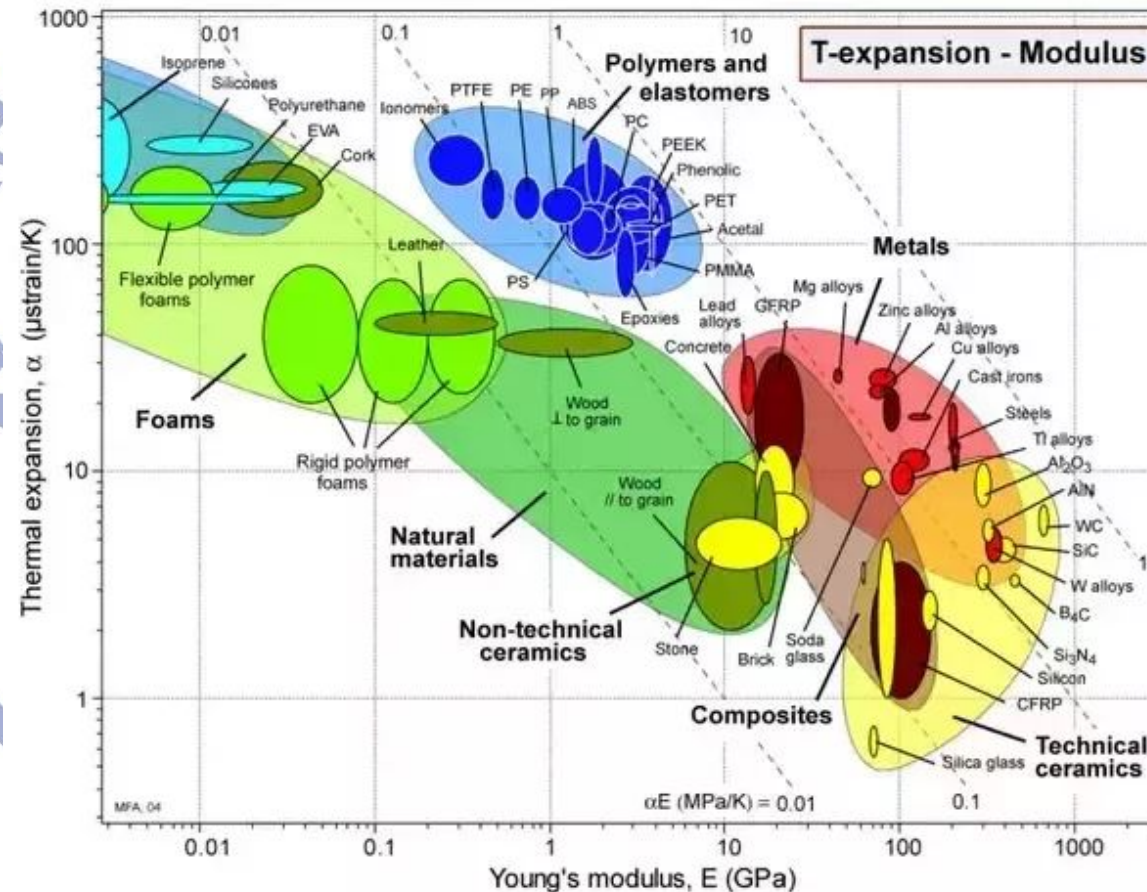 T-expansion - Modulus
1000
100
10
1
Thermal expansion, α (µstrain/K)
0.01
0.1
1
10
Isoprene
Silicones
Polyurethane
EVA
Cork
Flexible polymer
foams
Leather
Foams
Rigid polymer
foams
Ionomers
PTFE
PE
PP
ABS
Polymers and
elastomers
PC
PEEK
Phenolic
PET
Acetal
PMMA
PS
Epoxies
Wood
⊥ to grain
Wood
// to grain
Natural
materials
Non-technical
ceramics
Stone
Brick
Soda
glass
Composites
Concrete
Lead
alloys
GFRP
Mg alloys
Metals
Zinc alloys
Al alloys
Cu alloys
Cast irons
Steels
TI alloys
Al₂O₃
AlN
WC
SiC
W alloys
B₄C
Si₃N₄
Silicon
CFRP
Silica glass
Technical
ceramics
1
αE (MPa/K) = 0.01
0.1
MFA, 04
0.01
0.1
1
10
100
1000
Young's modulus, E (GPa)